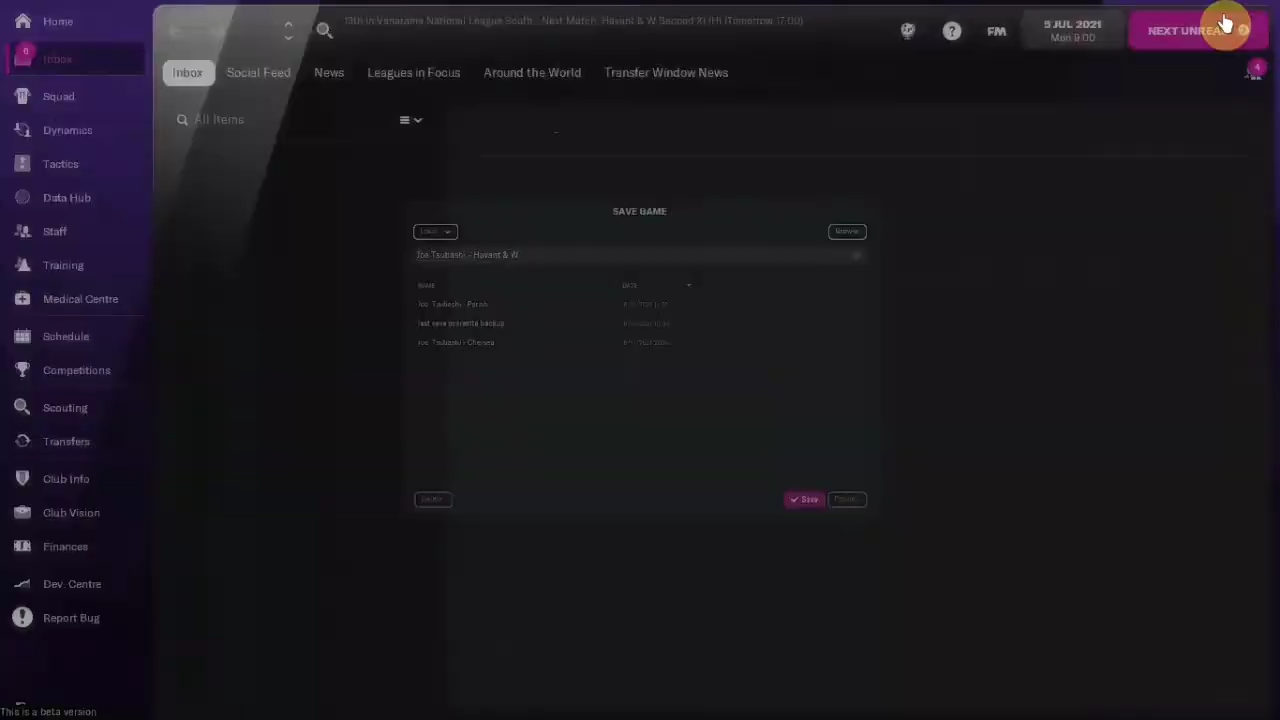 Home
Inbox
Squad
Dynamics
Tactics
Data Hub
Staff
Training
Medical Centre
Schedule
Competitions
Scouting
Transfers
Club Info
Club Vision
Finances
Dev. Centre
Report Bug
This is a beta version
13th in Vanarama National League South - Next Match: Havant & W Second XI (H) (Tomorrow 17:00)
FM
5 JUL 2021
Mon 9:00
NEXT UNREAD
Inbox
Social Feed
News
Leagues in Focus
Around the World
Transfer Window News
4
All Items
SAVE GAME
Joe Tsubashi - Havant & W
NAME
DATE
Joe Tsubashi -
last save
backup
Joe Tsubashi - Chelsea
Save